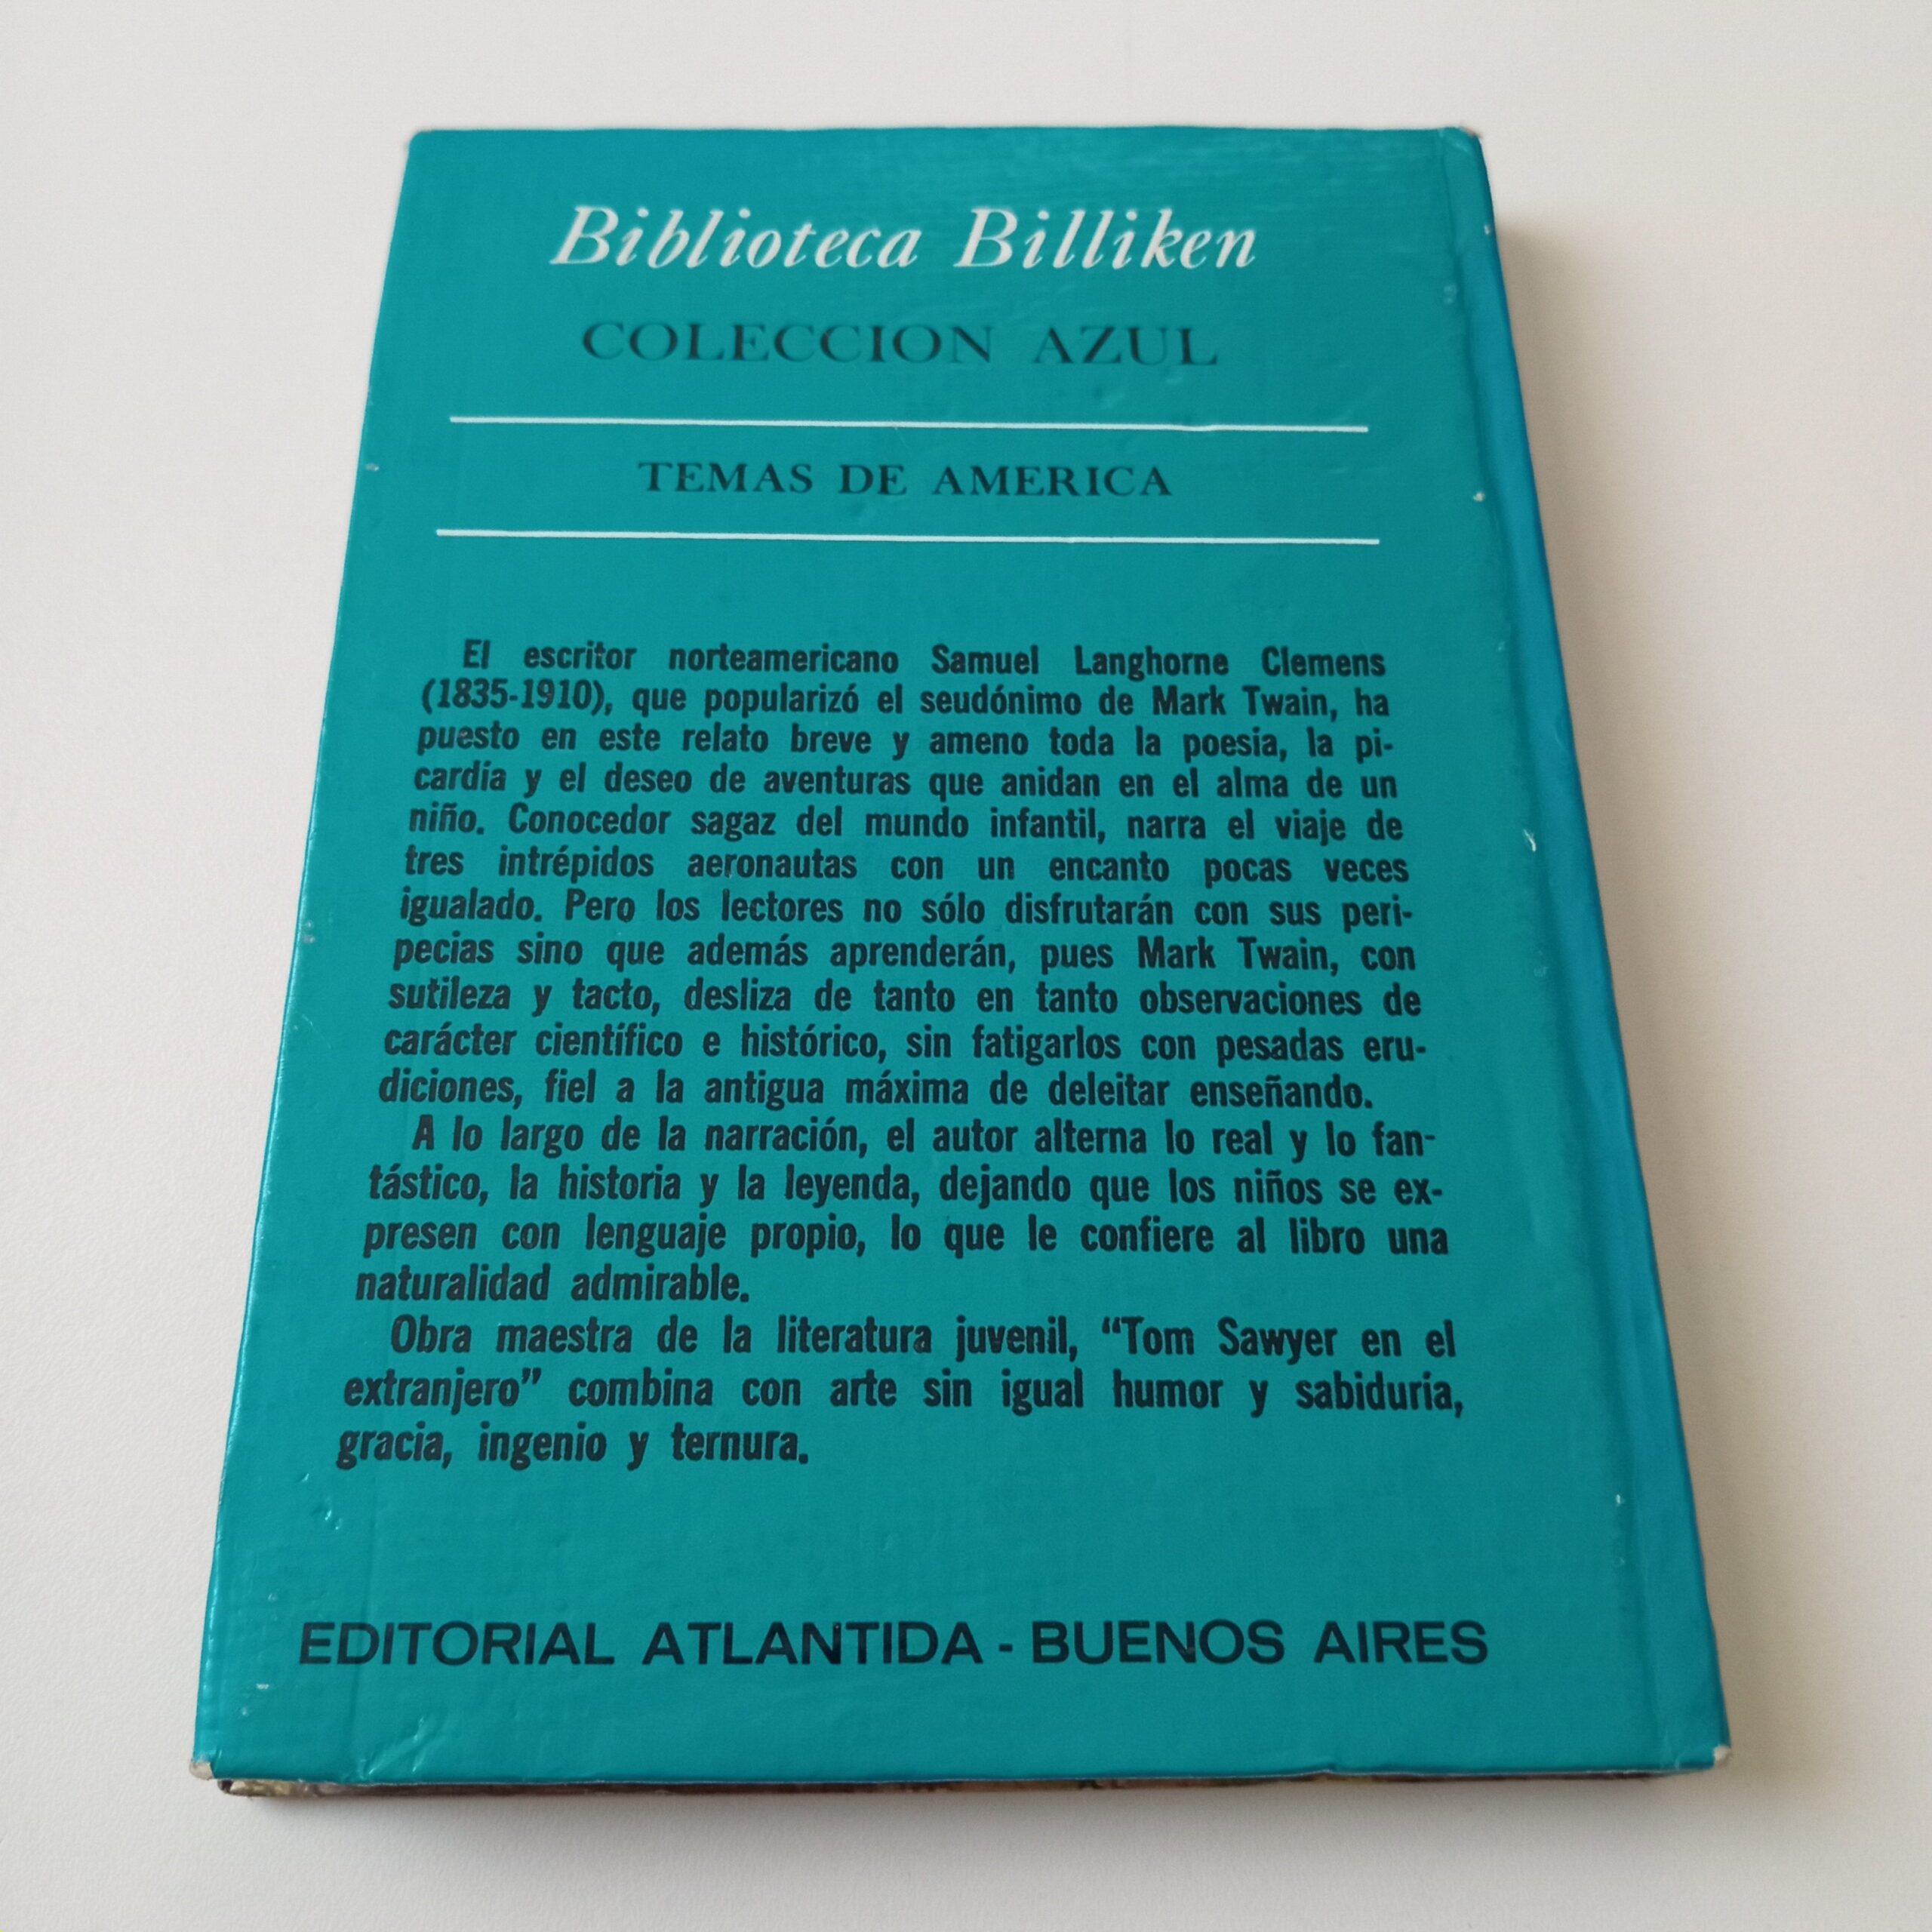 Biblioteca Billiken
COLECCION AZUL
TEMAS DE AMERICA
El escritor norteamericano Samuel Langhorne Clemens
(1835-1910), que popularizó el seudónimo de Mark Twain, ha
puesto en este relato breve y ameno toda la poesía, la pi-
cardía y el deseo de aventuras que anidan en el alma de un
niño. Conocedor sagaz del mundo infantil, narra el viaje de
tres intrépidos aeronautas con un encanto pocas veces
igualado. Pero los lectores no sólo disfrutarán con sus peri-
pecias sino que además aprenderán, pues Mark Twain, con
sutileza y tacto, desliza de tanto en tanto observaciones de
carácter científico e histórico, sin fatigarlos con pesadas eru-
diciones, fiel a la antigua máxima de deleitar enseñando.
A lo largo de la narración, el autor alterna lo real y lo fan-
tástico, la historia y la leyenda, dejando que los niños se ex-
presen con lenguaje propio, lo que le confiere al libro una
naturalidad admirable.
Obra maestra de la literatura juvenil, “Tom Sawyer en el
extranjero” combina con arte sin igual humor y sabiduría,
gracia, ingenio y ternura.
EDITORIAL ATLANTIDA - BUENOS AIRES